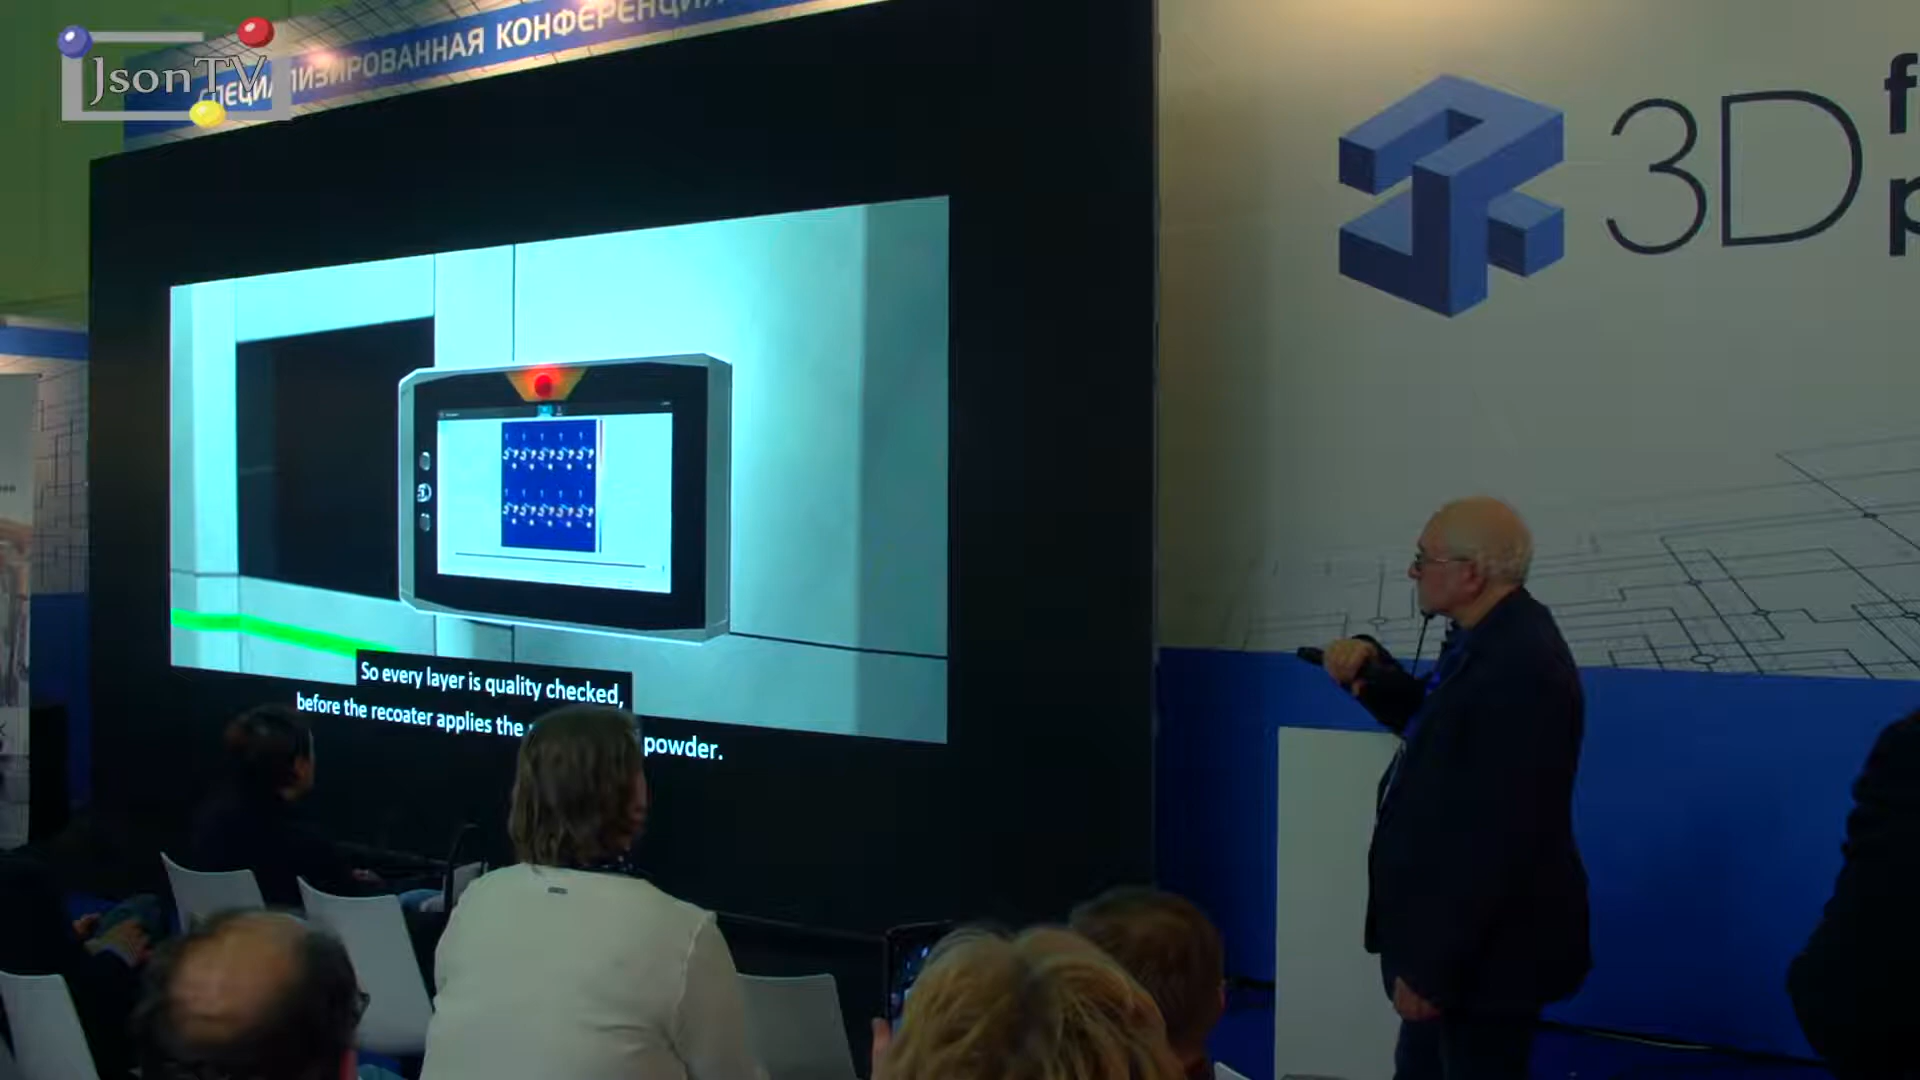 СПЕЦИАЛИЗИРОВАННАЯ КОНФЕРЕНЦИЯ
JsonTV
3D
So every layer is quality checked,
before the recoater applies the
powder.